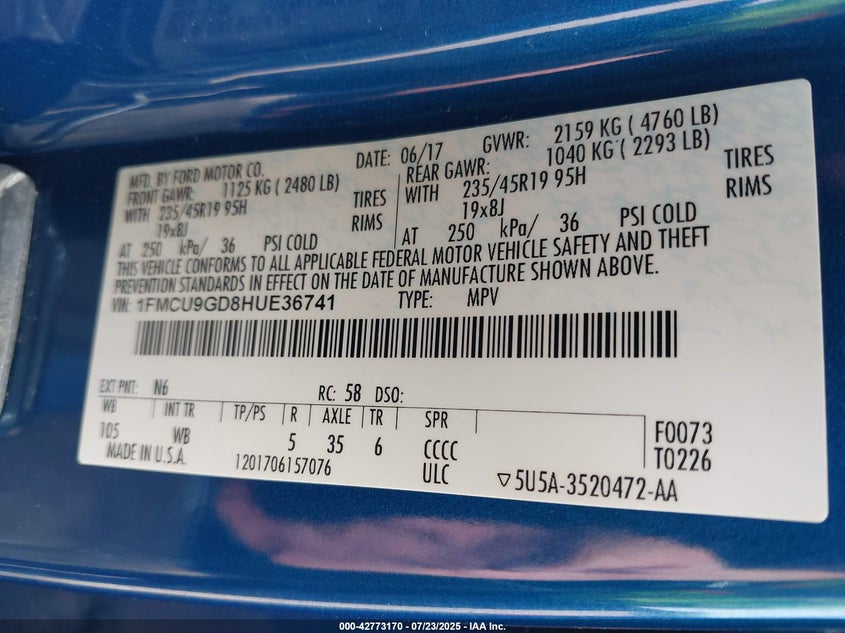 MFD. BY FORD MOTOR CO.
DATE: 06/17 GVWR: 2159 KG ( 4760 LB)
FRONT GAWR: 1125 KG ( 2480 LB) REAR GAWR: 1040 KG ( 2293 LB)
WITH 235/45R19 95H TIRES WITH 235/45R19 95H TIRES
19x8J RIMS 19x8J RIMS
AT 250 kPa/ 36 PSI COLD AT 250 kPa/ 36 PSI COLD
THIS VEHICLE CONFORMS TO ALL APPLICABLE FEDERAL MOTOR VEHICLE SAFETY AND THEFT
PREVENTION STANDARDS IN EFFECT ON THE DATE OF MANUFACTURE SHOWN ABOVE.
VIN: 1FMCU9GD8HUE36741 TYPE: MPV
EXT PNT: N6 RC: 58 DSO:
WB INT TR TP/PS R AXLE TR SPR
105 WB 5 35 6 CCCC F0073
MADE IN U.S.A. 1201706157076 ULC T0226
5U5A-3520472-AA
000-42773170 - 07/23/2025 - IAA Inc.